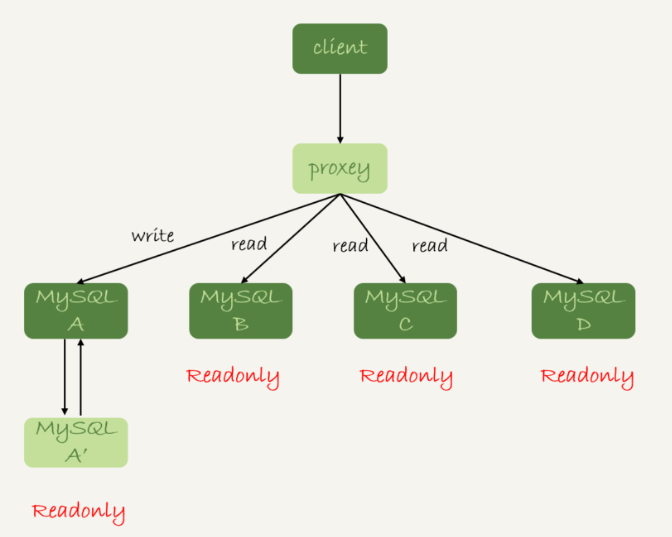 client
proxey
write
read
read
read
MySQL
A
MySQL
B
MySQL
C
MySQL
D
Readonly
Readonly
Readonly
MySQL
A'
Readonly